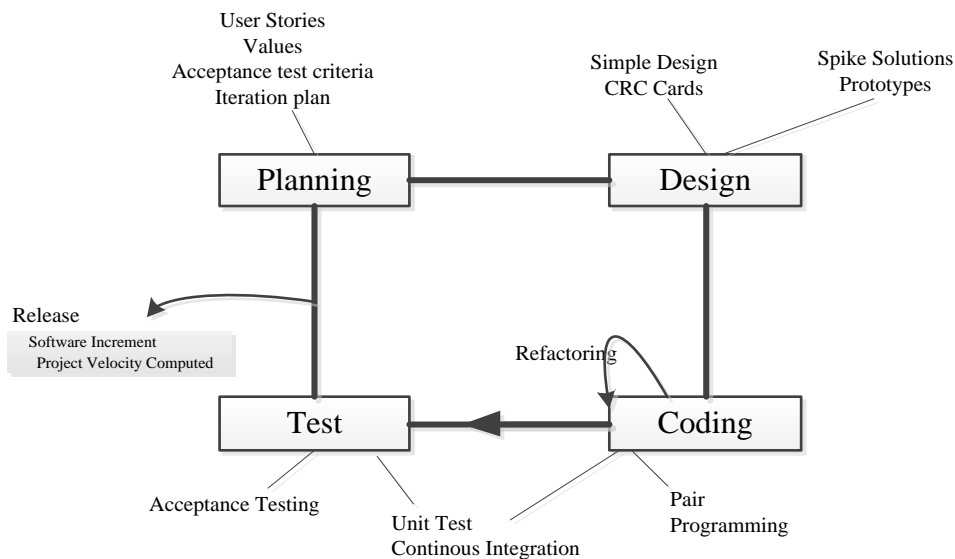 User Stories
Values
Acceptance test criteria
Iteration plan
Simple Design
CRC Cards
Spike Solutions
Prototypes
Planning
Design
Release
Software Increment
Project Velocity Computed
Refactoring
Test
Coding
Acceptance Testing
Unit Test
Continous Integration
Pair
Programming